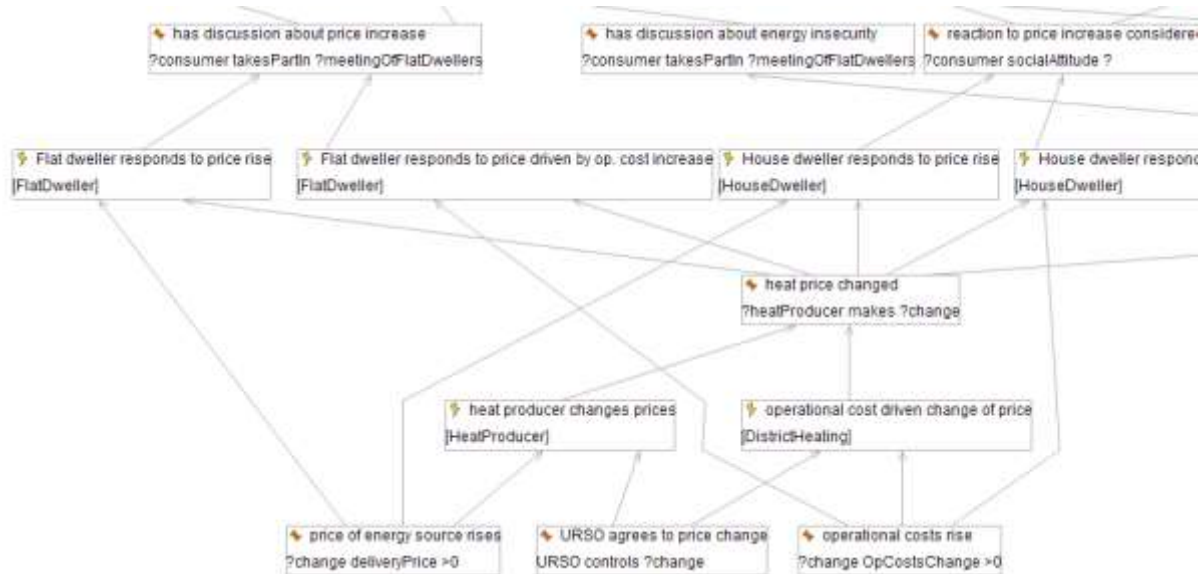 has discussion about price increase
?consumer takesPartIn ?meetingOfFlatDwellers
has discussion about energy insecurity
?consumer takesPartIn ?meetingOfFlatDwellers
reaction to price increase considere
?consumer socialAttitude ?
Flat dweller responds to price rise
[FlatDweller]
Flat dweller responds to price driven by op. cost increase
[FlatDweller]
House dweller responds to price rise
[HouseDweller]
House dweller respond
[HouseDweller]
heat price changed
?heatProducer makes ?change
heat producer changes prices
[HeatProducer]
operational cost driven change of price
[DistrictHeating]
price of energy source rises
?change deliveryPrice >0
URSO agrees to price change
URSO controls ?change
operational costs rise
?change OpCostsChange >0